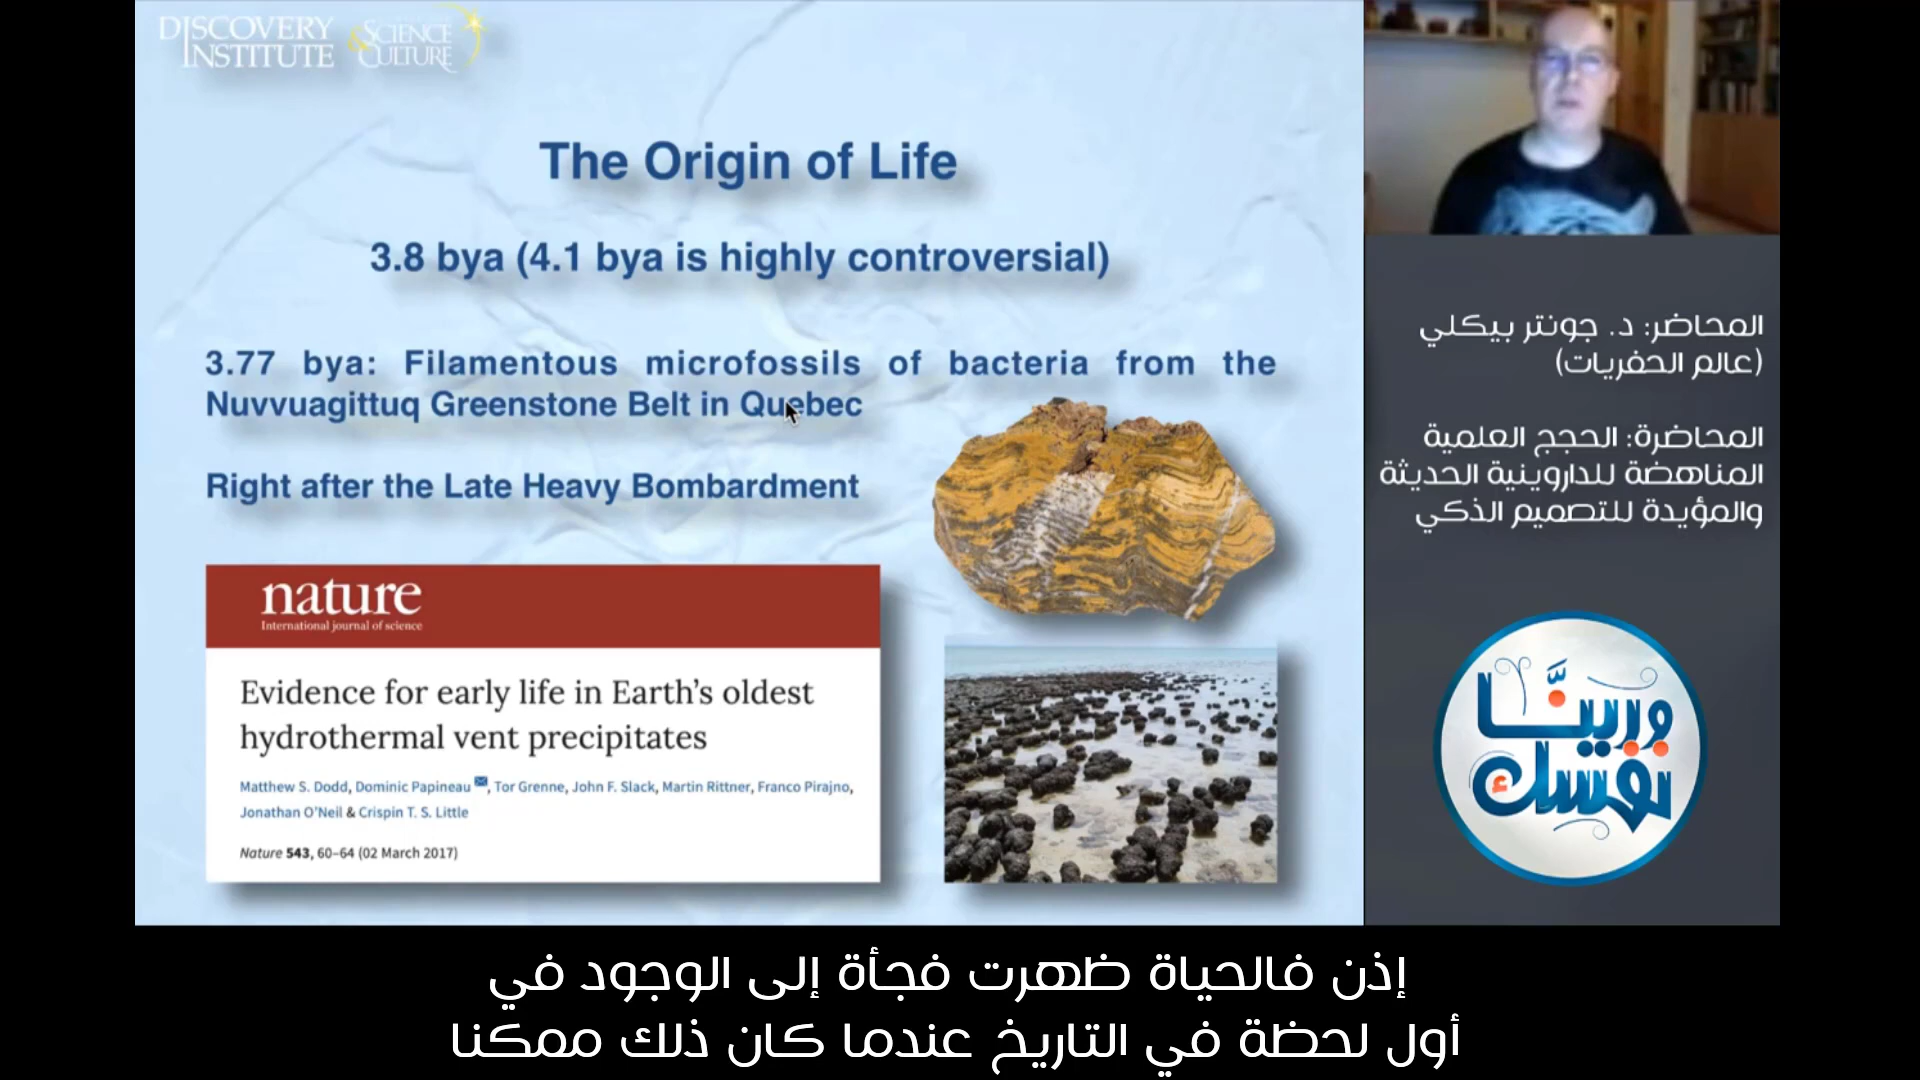 DISCOVERY
INSTITUTE
SCIENCE
& CULTURE
The Origin of Life
3.8 bya (4.1 bya is highly controversial)
3.77 bya: Filamentous microfossils of bacteria from the
Nuvvuagittuq Greenstone Belt in Quebec
Right after the Late Heavy Bombardment
nature
International journal of science
Evidence for early life in Earth's oldest
hydrothermal vent precipitates
Matthew S. Dodd, Dominic Papineau, Tor Grenne, John F. Slack, Martin Rittner, Franco Pirajno,
Jonathan O'Neil & Crispin T. S. Little
Nature 543, 60–64 (02 March 2017)
المحاضر: د. جونتر بيكلي
(عالم الحفريات)
المحاضرة: الحجج العلمية
المناهضة للداروينية الحديثة
والمؤيدة للتصميم الذكي
إذن فالحياة ظهرت فجأة إلى الوجود في
أول لحظة في التاريخ عندما كان ذلك ممكنا